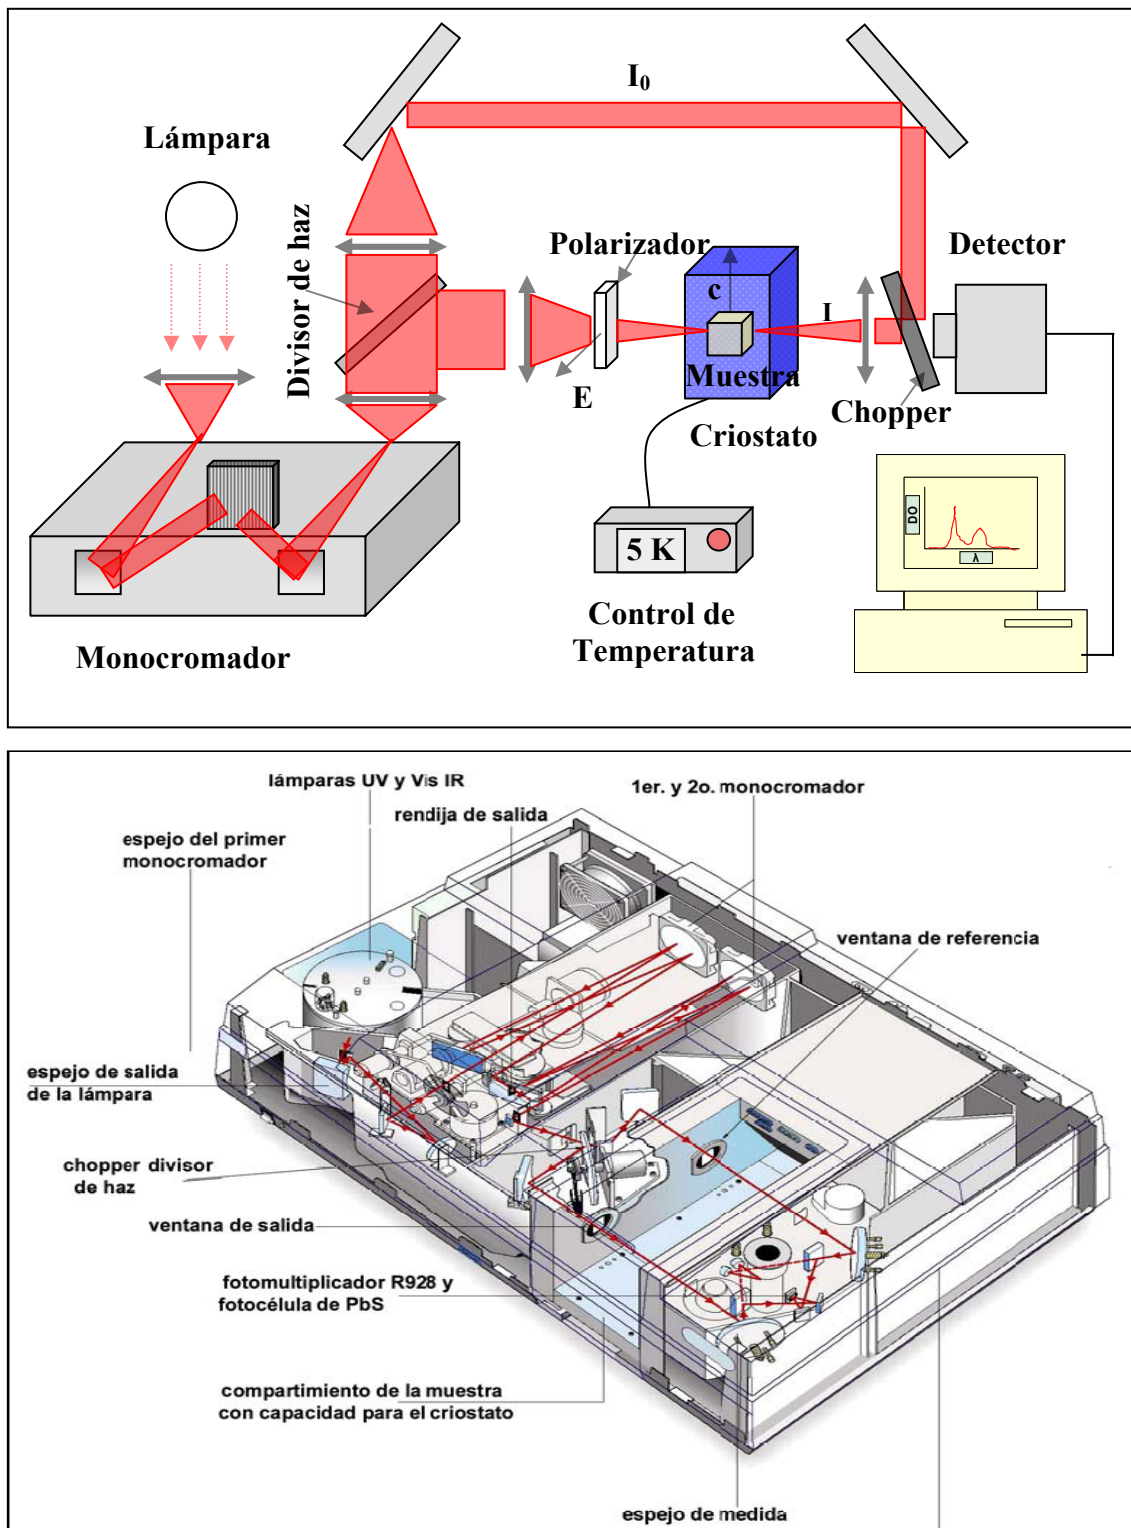 I₀
Lámpara
Divisor de haz
Polarizador
Detector
c
I
E
Muestra
Chopper
Criostato
DO
λ
5 K
Control de
Temperatura
Monocromador
lámparas UV y Vis IR
1er. y 2o. monocromador
rendija de salida
espejo del primer
monocromador
ventana de referencia
espejo de salida
de la lámpara
chopper divisor
de haz
ventana de salida
fotomultiplicador R928 y
fotocélula de PbS
compartimiento de la muestra
con capacidad para el criostato
espejo de medida